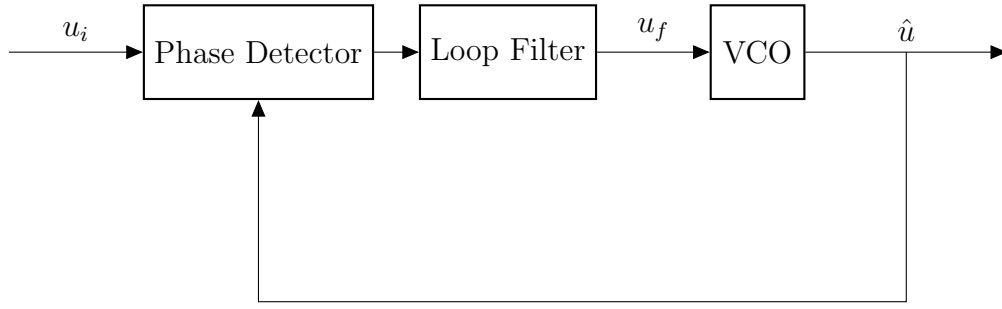 u_i
Phase Detector
Loop Filter
u_f
VCO
û